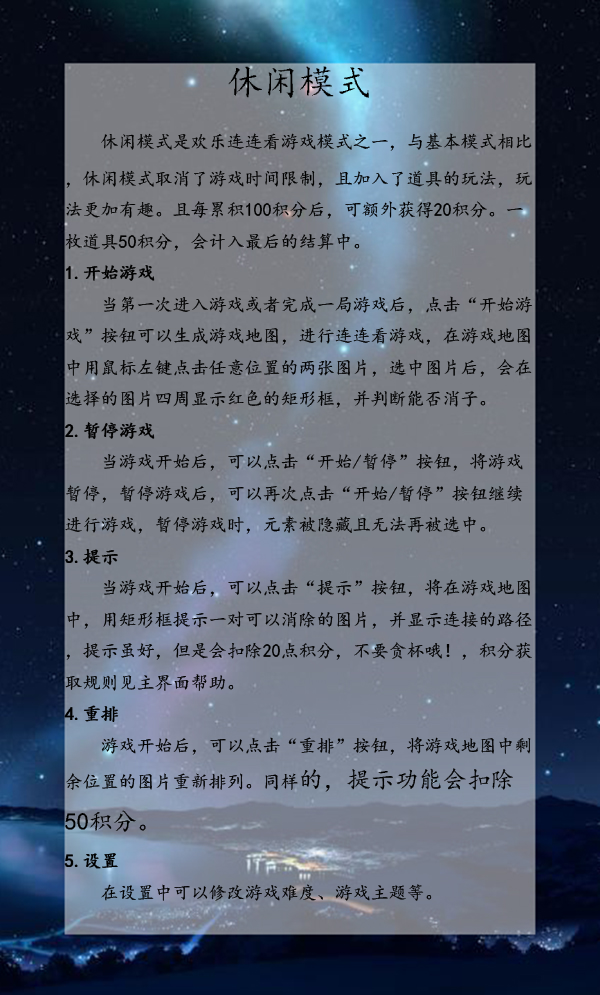 休闲模式
休闲模式是欢乐连连看游戏模式之一，与基本模式相比
，休闲模式取消了游戏时间限制，且加入了道具的玩法，玩
法更加有趣。且每累积100积分后，可额外获得20积分。一
枚道具50积分，会计入最后的结算中。
1.开始游戏
当第一次进入游戏或者完成一局游戏后，点击“开始游
戏”按钮可以生成游戏地图，进行连连看游戏，在游戏地图
中用鼠标左键点击任意位置的两张图片，选中图片后，会在
选择的图片四周显示红色的矩形框，并判断能否消子。
2.暂停游戏
当游戏开始后，可以点击“开始/暂停”按钮，将游戏
暂停，暂停游戏后，可以再次点击“开始/暂停”按钮继续
进行游戏，暂停游戏时，元素被隐藏且无法再被选中。
3.提示
当游戏开始后，可以点击“提示”按钮，将在游戏地图
中，用矩形框提示一对可以消除的图片，并显示连接的路径
，提示虽好，但是会扣除20点积分，不要贪杯哦！，积分获
取规则见主界面帮助。
4.重排
游戏开始后，可以点击“重排”按钮，将游戏地图中剩
余位置的图片重新排列。同样的，提示功能会扣除
50积分。
5.设置
在设置中可以修改游戏难度、游戏主题等。